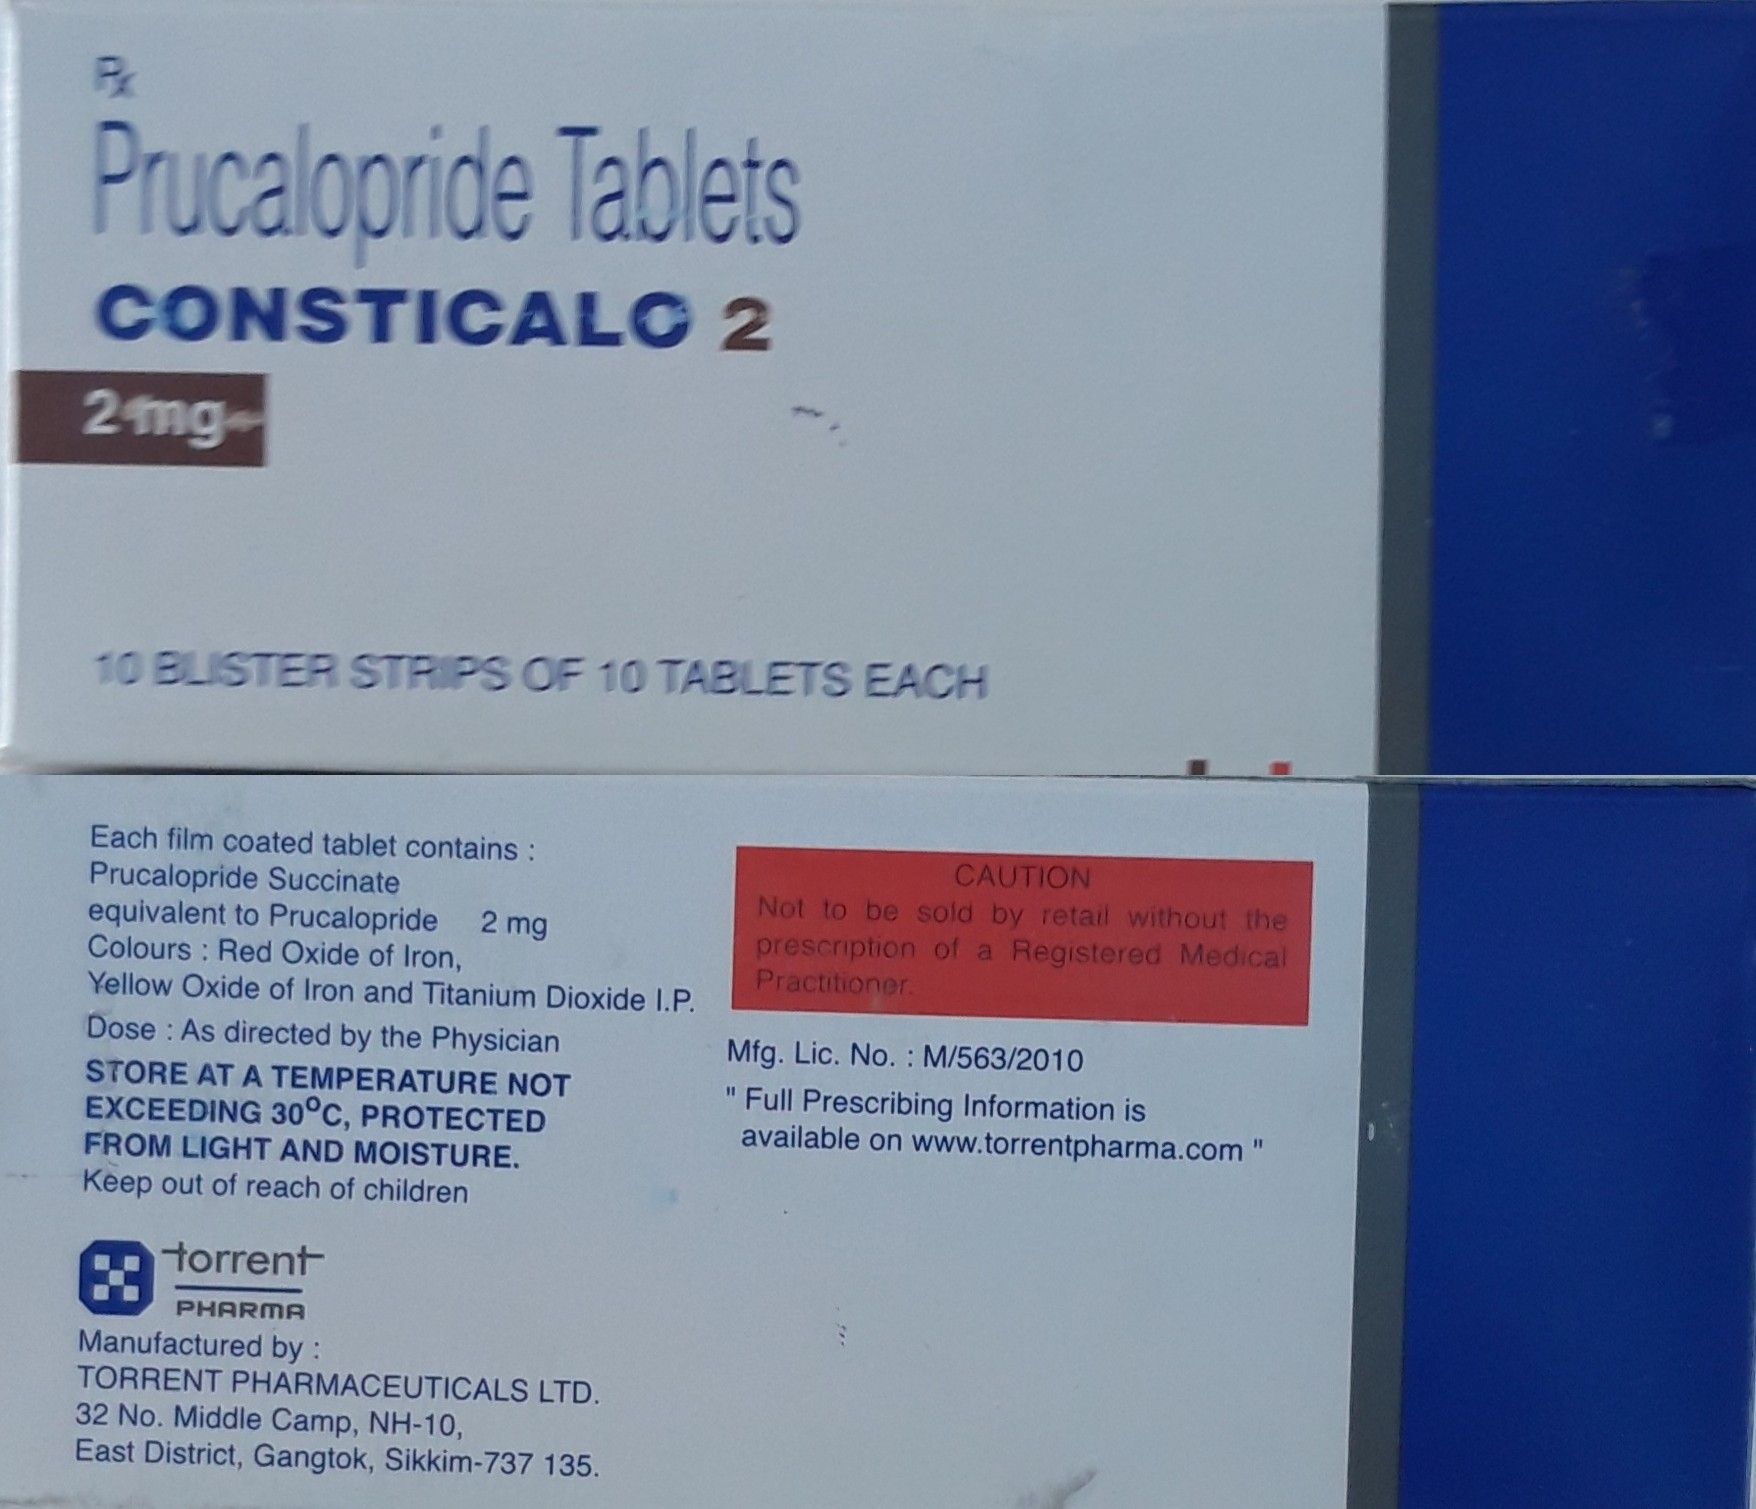 Rx
Prucalopride Tablets
CONSTICALO 2
2 mg
10 BLISTER STRIPS OF 10 TABLETS EACH
Each film coated tablet contains :
Prucalopride Succinate
equivalent to Prucalopride 2 mg
Colours : Red Oxide of Iron,
Yellow Oxide of Iron and Titanium Dioxide I.P.
Dose : As directed by the Physician
STORE AT A TEMPERATURE NOT
EXCEEDING 30°C, PROTECTED
FROM LIGHT AND MOISTURE.
Keep out of reach of children
torrent
PHARMA
Manufactured by :
TORRENT PHARMACEUTICALS LTD.
32 No. Middle Camp, NH-10,
East District, Gangtok, Sikkim-737 135.
CAUTION
Not to be sold by retail without the
prescription of a Registered Medical
Practitioner.
Mfg. Lic. No. : M/563/2010
" Full Prescribing Information is
available on www.torrentpharma.com "